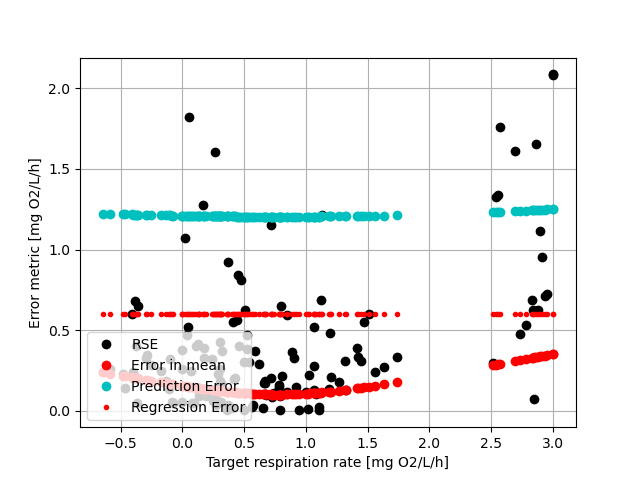 2.0
1.5
1.0
0.5
0.0
Error metric [mg O2/L/h]
RSE
Error in mean
Prediction Error
Regression Error
−0.5
0.0
0.5
1.0
1.5
2.0
2.5
3.0
Target respiration rate [mg O2/L/h]